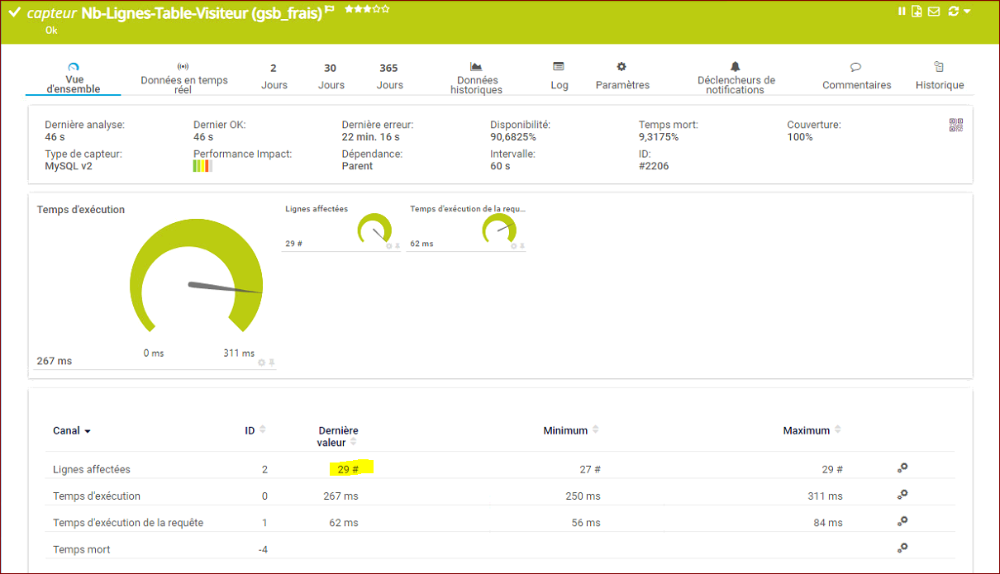 capteur Nb-Lignes-Table-Visiteur (gsb_frais)
Ok
Vue d'ensemble
Données en temps réel
2 Jours
30 Jours
365 Jours
Données historiques
Log
Paramètres
Déclencheurs de notifications
Commentaires
Historique
Dernière analyse: Dernier OK: Dernière erreur: Disponibilité: Temps mort: Couverture:
46 s 46 s 22 min. 16 s 90,6825% 9,3175% 100%
Type de capteur: Performance Impact: Dépendance: Intervalle: ID:
MySQL v2 Parent 60 s #2206
Temps d'exécution
0 ms 311 ms
267 ms
Lignes affectées
29 #
Temps d'exécution de la requ...
62 ms
Canal ID Dernière valeur Minimum Maximum
Lignes affectées 2 29 # 27 # 29 #
Temps d'exécution 0 267 ms 250 ms 311 ms
Temps d'exécution de la requête 1 62 ms 56 ms 84 ms
Temps mort -4